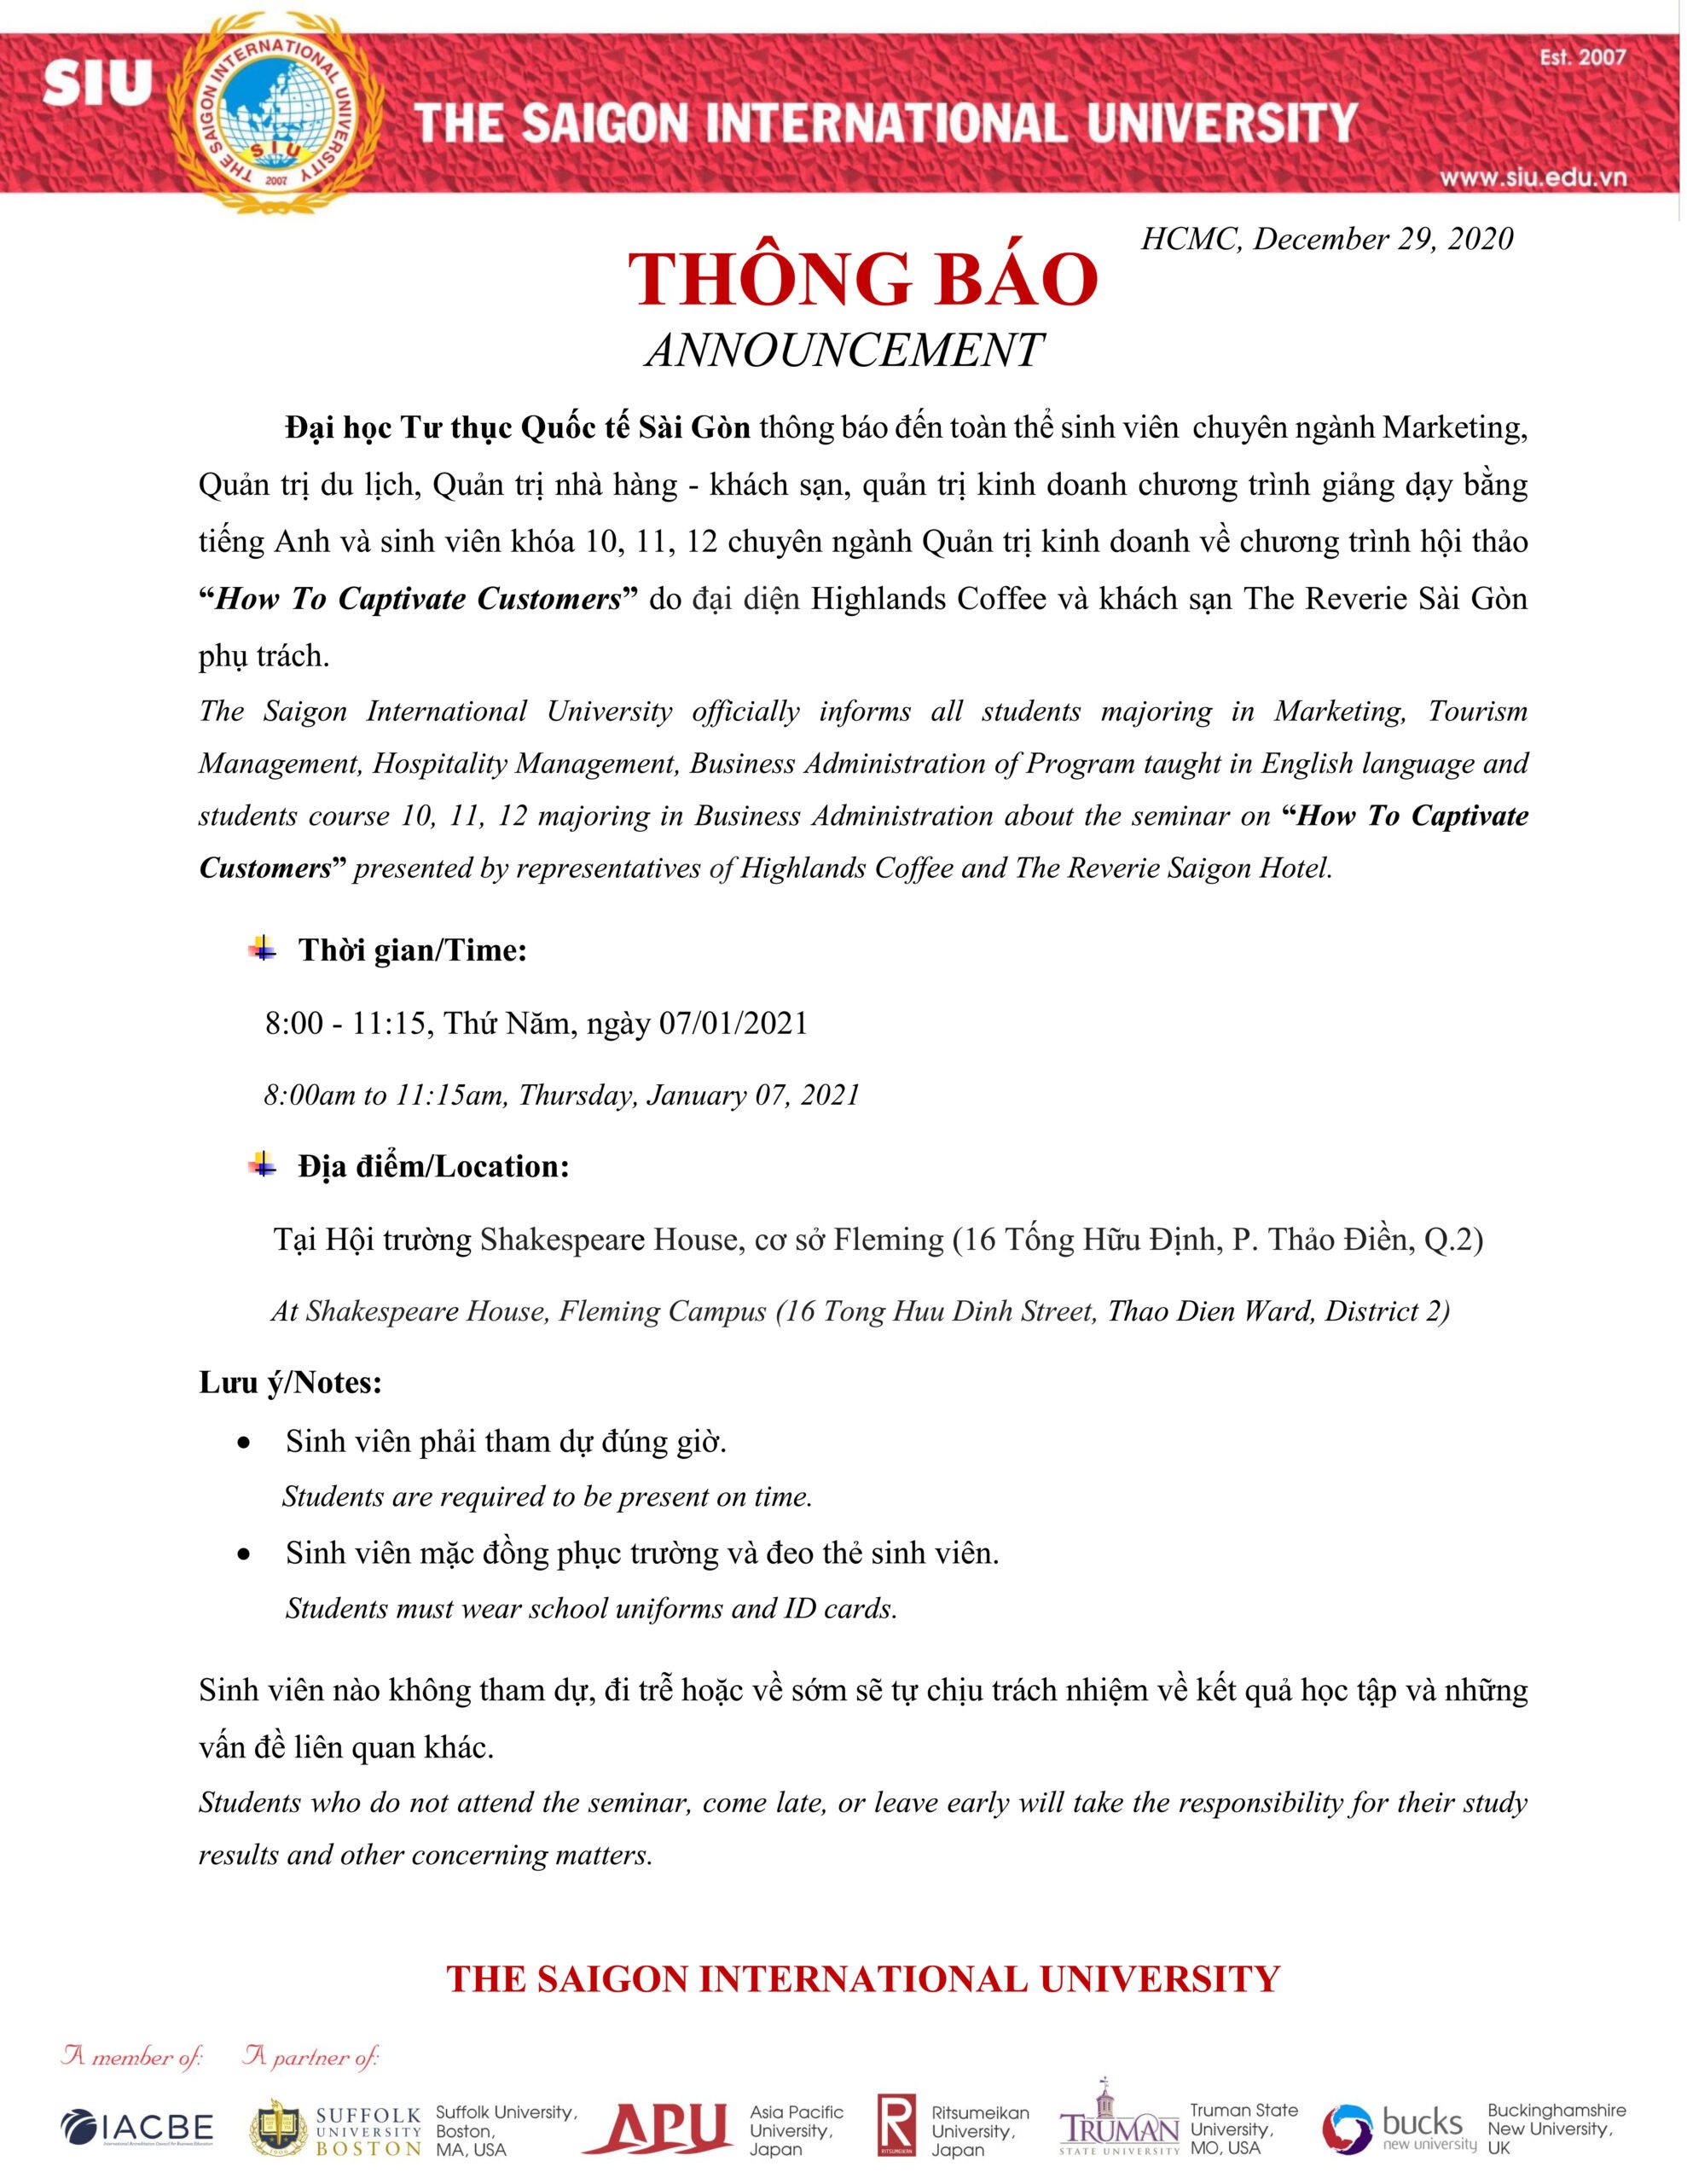 SIU
THE SAIGON INTERNATIONAL UNIVERSITY
S I U
2007
Est. 2007
THE SAIGON INTERNATIONAL UNIVERSITY
www.siu.edu.vn
HCMC, December 29, 2020
THÔNG BÁO
ANNOUNCEMENT
Đại học Tư thục Quốc tế Sài Gòn thông báo đến toàn thể sinh viên chuyên ngành Marketing,
Quản trị du lịch, Quản trị nhà hàng - khách sạn, quản trị kinh doanh chương trình giảng dạy bằng
tiếng Anh và sinh viên khóa 10, 11, 12 chuyên ngành Quản trị kinh doanh về chương trình hội thảo
“How To Captivate Customers” do đại diện Highlands Coffee và khách sạn The Reverie Sài Gòn
phụ trách.
The Saigon International University officially informs all students majoring in Marketing, Tourism
Management, Hospitality Management, Business Administration of Program taught in English language and
students course 10, 11, 12 majoring in Business Administration about the seminar on “How To Captivate
Customers” presented by representatives of Highlands Coffee and The Reverie Saigon Hotel.
Thời gian/Time:
8:00 - 11:15, Thứ Năm, ngày 07/01/2021
8:00am to 11:15am, Thursday, January 07, 2021
Địa điểm/Location:
Tại Hội trường Shakespeare House, cơ sở Fleming (16 Tống Hữu Định, P. Thảo Điền, Q.2)
At Shakespeare House, Fleming Campus (16 Tong Huu Dinh Street, Thao Dien Ward, District 2)
Lưu ý/Notes:
• Sinh viên phải tham dự đúng giờ.
Students are required to be present on time.
• Sinh viên mặc đồng phục trường và đeo thẻ sinh viên.
Students must wear school uniforms and ID cards.
Sinh viên nào không tham dự, đi trễ hoặc về sớm sẽ tự chịu trách nhiệm về kết quả học tập và những
vấn đề liên quan khác.
Students who do not attend the seminar, come late, or leave early will take the responsibility for their study
results and other concerning matters.
THE SAIGON INTERNATIONAL UNIVERSITY
A member of:
A partner of:
IACBE
International Accreditation Council for Business Education
SUFFOLK
UNIVERSITY
BOSTON
Suffolk University,
Boston,
MA, USA
APU
Asia Pacific
University,
Japan
R
RITSUMEIKAN
Ritsumeikan
University,
Japan
TRUMAN
STATE UNIVERSITY
Truman State
University,
MO, USA
bucks
new university
Buckinghamshire
New University,
UK